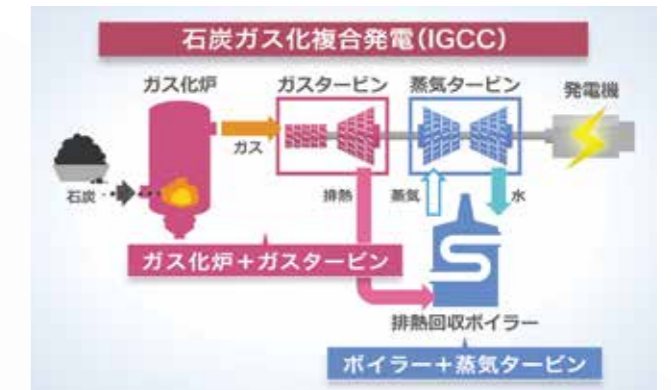 石炭ガス化複合発電(IGCC)
ガス化炉
ガスタービン
蒸気タービン
発電機
ガス
石炭
排熱
蒸気
水
ガス化炉+ガスタービン
排熱回収ボイラー
ボイラー+蒸気タービン